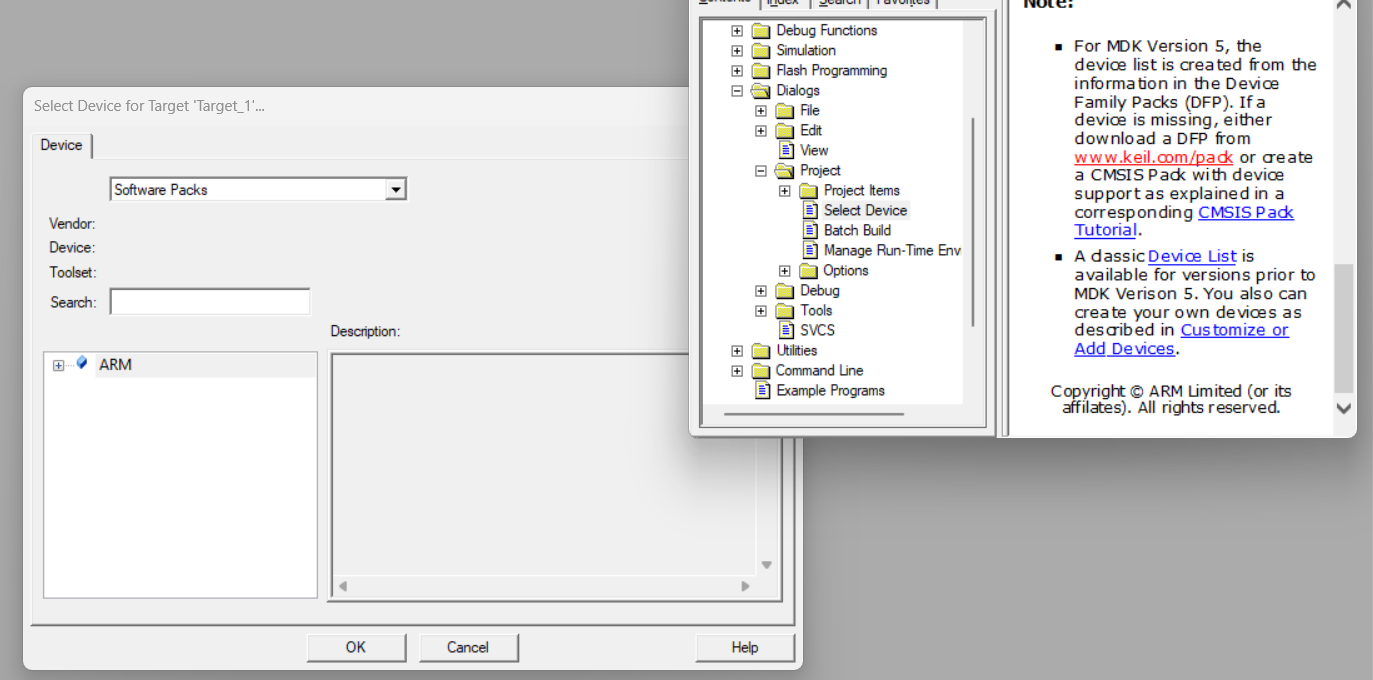 Select Device for Target 'Target_1'...
Device
Software Packs
Vendor:
Device:
Toolset:
Search:
Description:
ARM
OK
Cancel
Help
Contents
Index
Search
Favorites
Debug Functions
Simulation
Flash Programming
Dialogs
File
Edit
View
Project
Project Items
Select Device
Batch Build
Manage Run-Time Envi
Options
Debug
Tools
SVCS
Utilities
Command Line
Example Programs
Note:
For MDK Version 5, the
device list is created from the
information in the Device
Family Packs (DFP). If a
device is missing, either
download a DFP from
www.keil.com/pack or create
a CMSIS Pack with device
support as explained in a
corresponding CMSIS Pack
Tutorial.
A classic Device List is
available for versions prior to
MDK Verison 5. You also can
create your own devices as
described in Customize or
Add Devices.
Copyright © ARM Limited (or its
affilates). All rights reserved.